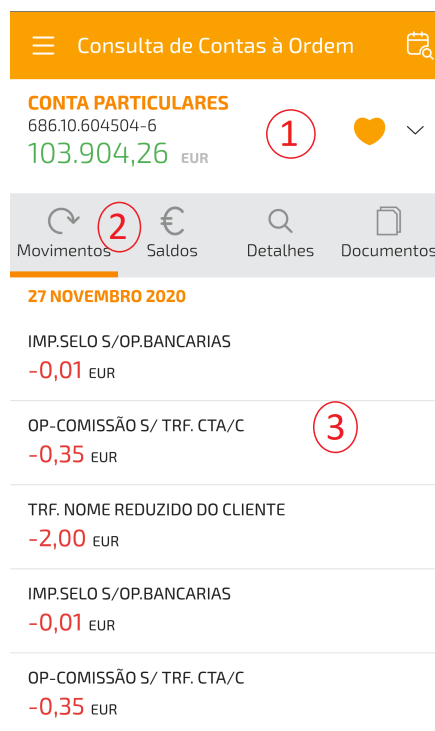 Consulta de Contas à Ordem
CONTA PARTICULARES
686.10.604504-6
103.904,26 EUR
1
2
Movimentos Saldos Detalhes Documentos
27 NOVEMBRO 2020
IMP.SELO S/OP.BANCARIAS
-0,01 EUR
OP-COMISSÃO S/ TRF. CTA/C
3
-0,35 EUR
TRF. NOME REDUZIDO DO CLIENTE
-2,00 EUR
IMP.SELO S/OP.BANCARIAS
-0,01 EUR
OP-COMISSÃO S/ TRF. CTA/C
-0,35 EUR